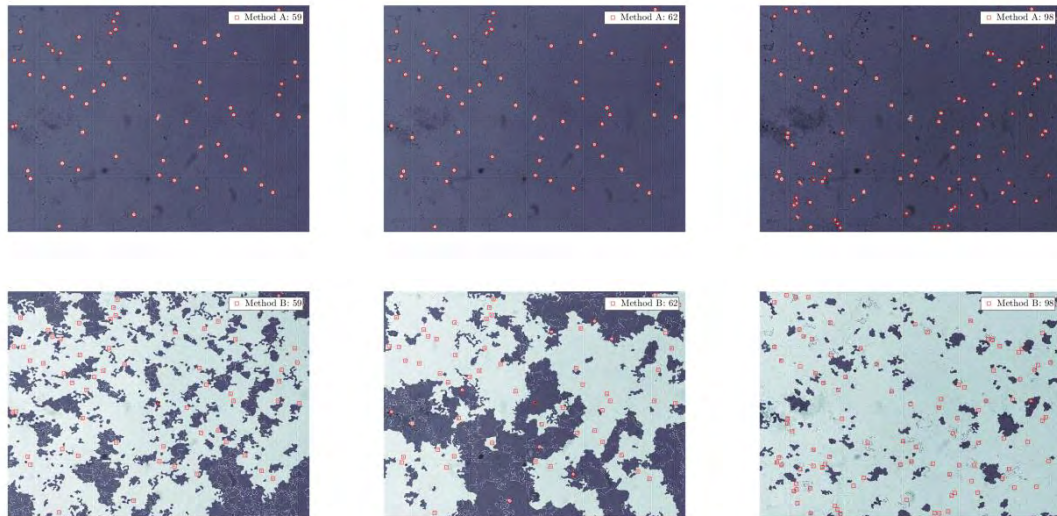 Method A: 59
Method A: 62
Method A: 98
Method B: 59
Method B: 62
Method B: 98